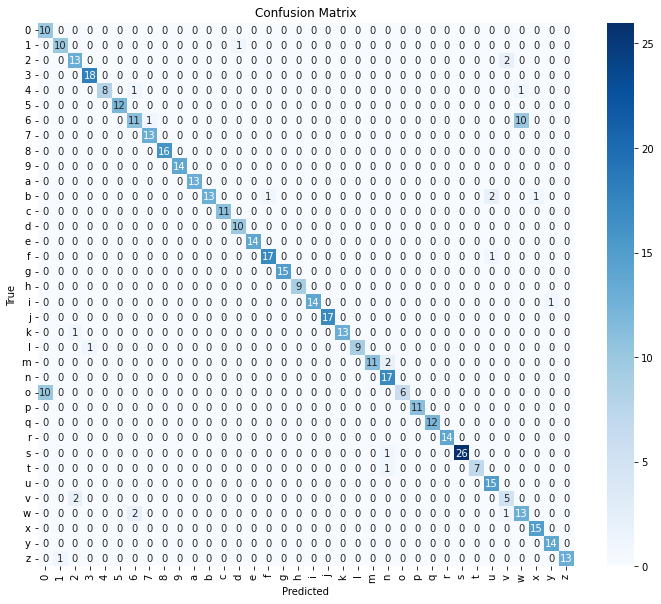 Confusion Matrix
0 10 0 0 0 0 0 0 0 0 0 0 0 0 0 0 0 0 0 0 0 0 0 0 0 0 0 0 0 0 0 0 0 0 0 0 0
1 0 10 0 0 0 0 0 0 0 0 0 0 0 1 0 0 0 0 0 0 0 0 0 0 0 0 0 0 0 0 0 0 0 0 0 0
2 0 0 13 0 0 0 0 0 0 0 0 0 0 0 0 0 0 0 0 0 0 0 0 0 0 0 0 0 0 0 0 2 0 0 0 0
3 0 0 0 18 0 0 0 0 0 0 0 0 0 0 0 0 0 0 0 0 0 0 0 0 0 0 0 0 0 0 0 0 0 0 0 0
4 0 0 0 0 8 0 1 0 0 0 0 0 0 0 0 0 0 0 0 0 0 0 0 0 0 0 0 0 0 0 0 0 1 0 0 0
5 0 0 0 0 0 12 0 0 0 0 0 0 0 0 0 0 0 0 0 0 0 0 0 0 0 0 0 0 0 0 0 0 0 0 0 0
6 0 0 0 0 0 0 11 1 0 0 0 0 0 0 0 0 0 0 0 0 0 0 0 0 0 0 0 0 0 0 0 0 10 0 0 0
7 0 0 0 0 0 0 0 13 0 0 0 0 0 0 0 0 0 0 0 0 0 0 0 0 0 0 0 0 0 0 0 0 0 0 0 0
8 0 0 0 0 0 0 0 0 16 0 0 0 0 0 0 0 0 0 0 0 0 0 0 0 0 0 0 0 0 0 0 0 0 0 0 0
9 0 0 0 0 0 0 0 0 0 14 0 0 0 0 0 0 0 0 0 0 0 0 0 0 0 0 0 0 0 0 0 0 0 0 0 0
a 0 0 0 0 0 0 0 0 0 0 13 0 0 0 0 0 0 0 0 0 0 0 0 0 0 0 0 0 0 0 0 0 0 0 0 0
b 0 0 0 0 0 0 0 0 0 0 0 13 0 0 0 1 0 0 0 0 0 0 0 0 0 0 0 0 0 0 2 0 0 1 0 0
c 0 0 0 0 0 0 0 0 0 0 0 0 11 0 0 0 0 0 0 0 0 0 0 0 0 0 0 0 0 0 0 0 0 0 0 0
d 0 0 0 0 0 0 0 0 0 0 0 0 0 10 0 0 0 0 0 0 0 0 0 0 0 0 0 0 0 0 0 0 0 0 0 0
e 0 0 0 0 0 0 0 0 0 0 0 0 0 0 14 0 0 0 0 0 0 0 0 0 0 0 0 0 0 0 0 0 0 0 0 0
f 0 0 0 0 0 0 0 0 0 0 0 0 0 0 0 17 0 0 0 0 0 0 0 0 0 0 0 0 0 0 1 0 0 0 0 0
g 0 0 0 0 0 0 0 0 0 0 0 0 0 0 0 0 15 0 0 0 0 0 0 0 0 0 0 0 0 0 0 0 0 0 0 0
h 0 0 0 0 0 0 0 0 0 0 0 0 0 0 0 0 0 9 0 0 0 0 0 0 0 0 0 0 0 0 0 0 0 0 0 0
True
i 0 0 0 0 0 0 0 0 0 0 0 0 0 0 0 0 0 0 14 0 0 0 0 0 0 0 0 0 0 0 0 0 0 0 1 0
j 0 0 0 0 0 0 0 0 0 0 0 0 0 0 0 0 0 0 0 17 0 0 0 0 0 0 0 0 0 0 0 0 0 0 0 0
k 0 0 1 0 0 0 0 0 0 0 0 0 0 0 0 0 0 0 0 0 13 0 0 0 0 0 0 0 0 0 0 0 0 0 0 0
l 0 0 0 1 0 0 0 0 0 0 0 0 0 0 0 0 0 0 0 0 0 9 0 0 0 0 0 0 0 0 0 0 0 0 0 0
m 0 0 0 0 0 0 0 0 0 0 0 0 0 0 0 0 0 0 0 0 0 0 11 2 0 0 0 0 0 0 0 0 0 0 0 0
n 0 0 0 0 0 0 0 0 0 0 0 0 0 0 0 0 0 0 0 0 0 0 0 17 0 0 0 0 0 0 0 0 0 0 0 0
o 10 0 0 0 0 0 0 0 0 0 0 0 0 0 0 0 0 0 0 0 0 0 0 0 6 0 0 0 0 0 0 0 0 0 0 0
p 0 0 0 0 0 0 0 0 0 0 0 0 0 0 0 0 0 0 0 0 0 0 0 0 0 11 0 0 0 0 0 0 0 0 0 0
q 0 0 0 0 0 0 0 0 0 0 0 0 0 0 0 0 0 0 0 0 0 0 0 0 0 0 12 0 0 0 0 0 0 0 0 0
r 0 0 0 0 0 0 0 0 0 0 0 0 0 0 0 0 0 0 0 0 0 0 0 0 0 0 0 14 0 0 0 0 0 0 0 0
s 0 0 0 0 0 0 0 0 0 0 0 0 0 0 0 0 0 0 0 0 0 0 0 1 0 0 0 0 26 0 0 0 0 0 0 0
t 0 0 0 0 0 0 0 0 0 0 0 0 0 0 0 0 0 0 0 0 0 0 0 1 0 0 0 0 0 7 0 0 0 0 0 0
u 0 0 0 0 0 0 0 0 0 0 0 0 0 0 0 0 0 0 0 0 0 0 0 0 0 0 0 0 0 0 15 0 0 0 0 0
v 0 0 2 0 0 0 0 0 0 0 0 0 0 0 0 0 0 0 0 0 0 0 0 0 0 0 0 0 0 0 0 5 0 0 0 0
w 0 0 0 0 0 0 2 0 0 0 0 0 0 0 0 0 0 0 0 0 0 0 0 0 0 0 0 0 0 0 0 1 13 0 0 0
x 0 0 0 0 0 0 0 0 0 0 0 0 0 0 0 0 0 0 0 0 0 0 0 0 0 0 0 0 0 0 0 0 0 15 0 0
y 0 0 0 0 0 0 0 0 0 0 0 0 0 0 0 0 0 0 0 0 0 0 0 0 0 0 0 0 0 0 0 0 0 0 14 0
z 0 1 0 0 0 0 0 0 0 0 0 0 0 0 0 0 0 0 0 0 0 0 0 0 0 0 0 0 0 0 0 0 0 0 0 13
0 1 2 3 4 5 6 7 8 9 a b c d e f g h i j k l m n o p q r s t u v w x y z
Predicted
25
20
15
10
5
0